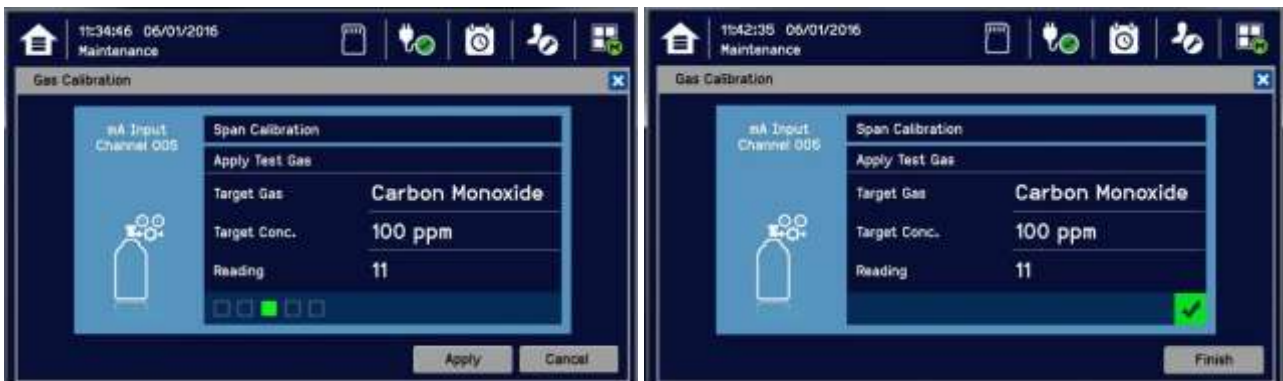 11:34:46 06/01/2016
Maintenance
Gas Calibration
mA Input
Channel 005
Span Calibration
Apply Test Gas
Target Gas Carbon Monoxide
Target Conc. 100 ppm
Reading 11
Apply Cancel
11:42:35 06/01/2016
Maintenance
Gas Calibration
mA Input
Channel 005
Span Calibration
Apply Test Gas
Target Gas Carbon Monoxide
Target Conc. 100 ppm
Reading 11
Finish